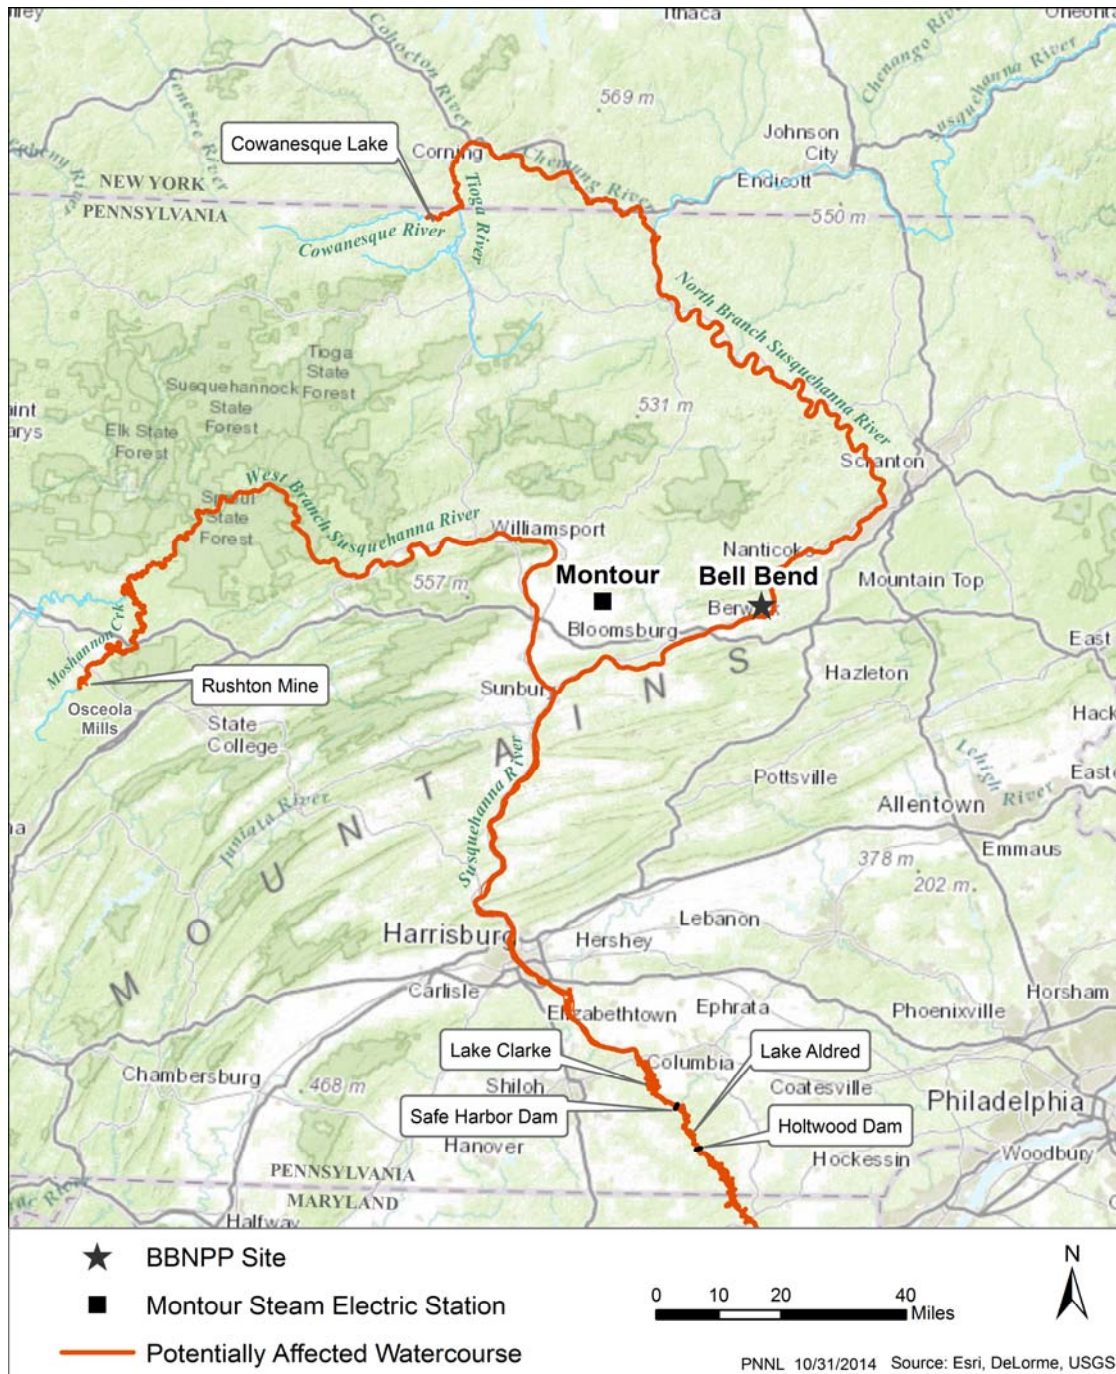 Ithaca
Cohocton River
Genesee River
Chenango River
Susquehanna River
569 m
Johnson
City
Cowanesque Lake
Corning
Chemung River
Endicott
NEW YORK
PENNSYLVANIA
Tioga River
550 m
Cowanesque River
North Branch Susquehanna River
Tioga
State
Forest
Susquehannock
State
Forest
531 m
Elk State
Forest
Scranton
West Branch Susquehanna River
State
Forest
Williamsport
Nanticoke
557 m
Montour
Bell Bend
Mountain Top
Berwick
Bloomsburg
Moshannon Crk
East
Rushton Mine
Sunbury
Hazleton
Osceola
Mills
State
College
Hack
MOUNTAINS
Susquehanna River
Lehigh River
Pottsville
Juniata River
Allentown
Emmaus
378 m
202 m
Lebanon
Harrisburg
Hershey
Carlisle
Horsham
Elizabethtown
Ephrata
Phoenixville
Lake Clarke
Columbia
Lake Aldred
Chambersburg
468 m
Shiloh
Coatesville
Safe Harbor Dam
Philadelphia
Holtwood Dam
Hanover
Hockessin
Woodbury
PENNSYLVANIA
MARYLAND
Halfway
BBNPP Site
N
Montour Steam Electric Station
0 10 20 40
Miles
Potentially Affected Watercourse
PNNL 10/31/2014 Source: Esri, DeLorme, USGS